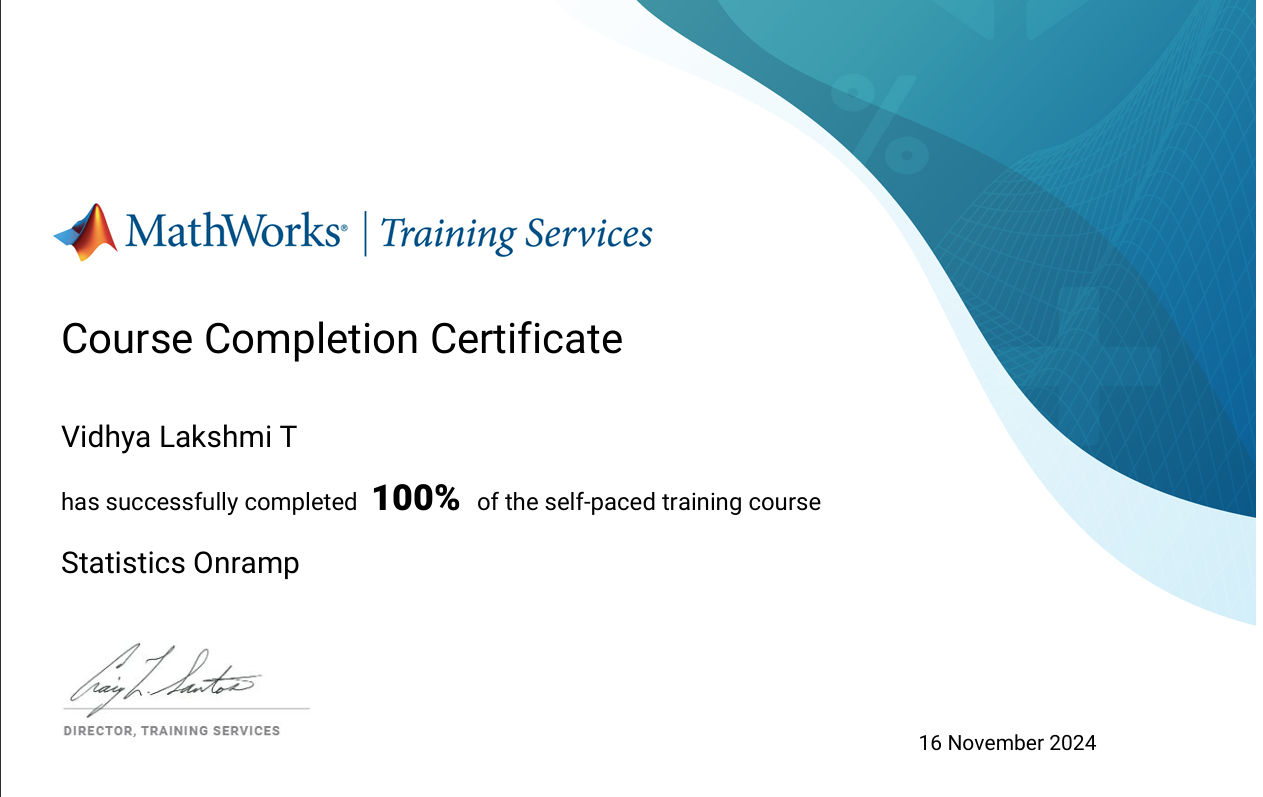 MathWorks® | Training Services
Course Completion Certificate
Vidhya Lakshmi T
has successfully completed 100% of the self-paced training course
Statistics Onramp
Craig L. Santos
DIRECTOR, TRAINING SERVICES
16 November 2024